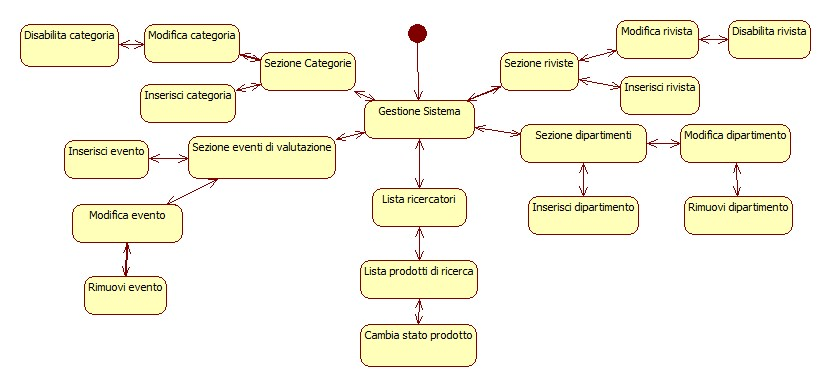 Disabilita categoria
Modifica categoria
Modifica rivista
Disabilita rivista
Sezione Categorie
Sezione riviste
Inserisci categoria
Inserisci rivista
Gestione Sistema
Sezione dipartimenti
Modifica dipartimento
Inserisci evento
Sezione eventi di valutazione
Lista ricercatori
Inserisci dipartimento
Rimuovi dipartimento
Modifica evento
Lista prodotti di ricerca
Rimuovi evento
Cambia stato prodotto